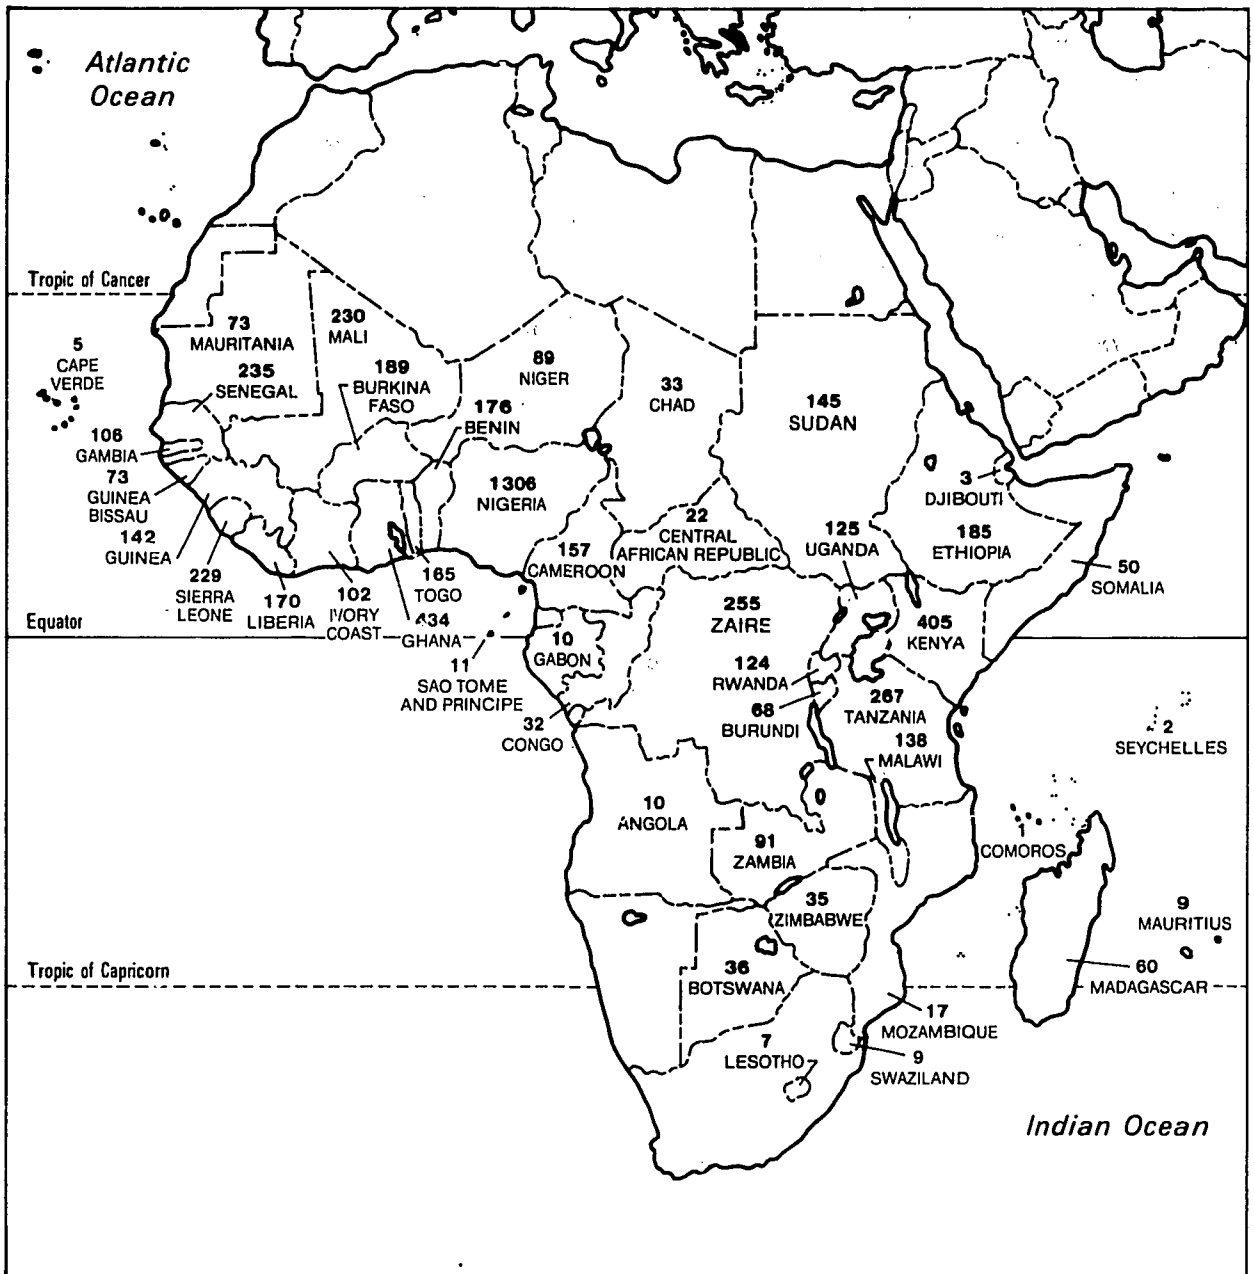 Atlantic
Ocean
Tropic of Cancer
73
MAURITANIA
230
MALI
5
CAPE
VERDE
235
SENEGAL
189
BURKINA
FASO
89
NIGER
33
CHAD
145
SUDAN
176
BENIN
106
GAMBIA
73
GUINEA
BISSAU
1306
NIGERIA
3
DJIBOUTI
142
GUINEA
22
CENTRAL
AFRICAN REPUBLIC
125
UGANDA
185
ETHIOPIA
157
CAMEROON
50
SOMALIA
229
SIERRA
LEONE
170
LIBERIA
102
IVORY
COAST
165
TOGO
434
GHANA
Equator
255
ZAIRE
405
KENYA
10
GABON
11
SAO TOME
AND PRINCIPE
124
RWANDA
68
BURUNDI
267
TANZANIA
32
CONGO
138
MALAWI
2
SEYCHELLES
10
ANGOLA
91
ZAMBIA
1
COMOROS
35
ZIMBABWE
9
MAURITIUS
Tropic of Capricorn
36
BOTSWANA
60
MADAGASCAR
17
MOZAMBIQUE
7
LESOTHO
9
SWAZILAND
Indian Ocean